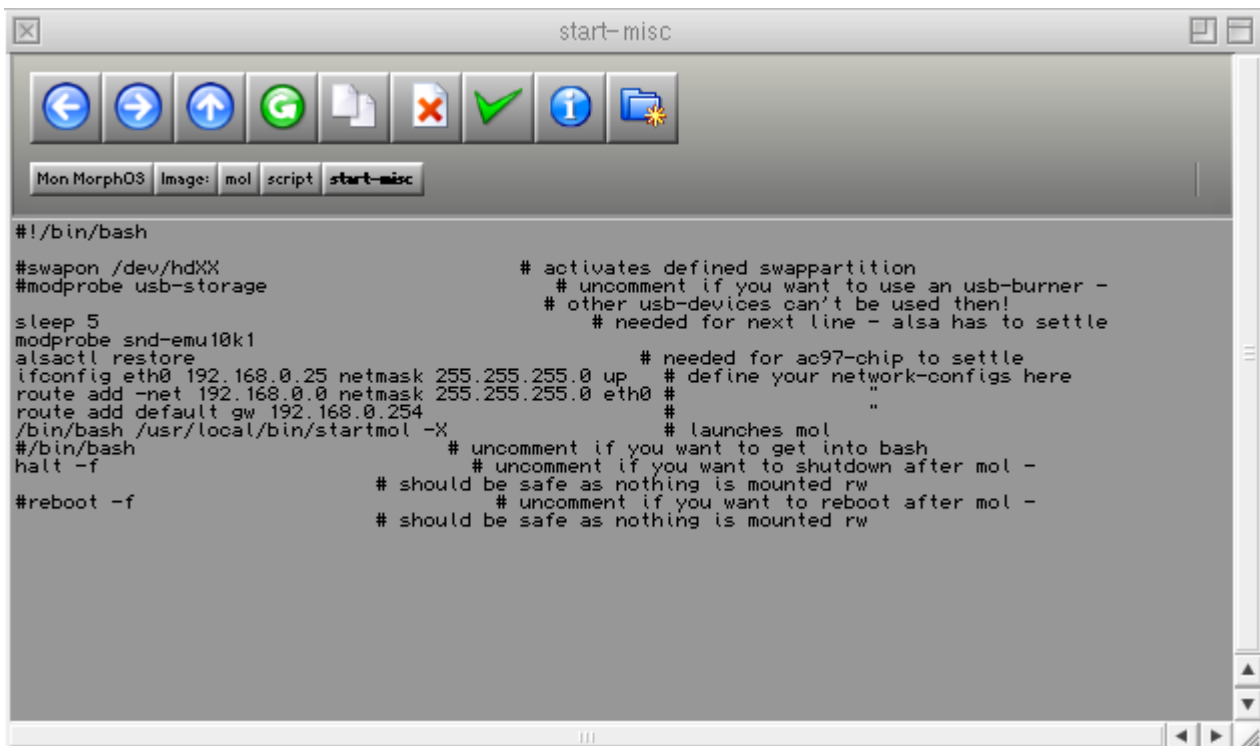 start-misc
Mon MorphOS Image: mol script start-misc
#!/bin/bash
#swapon /dev/hdXX # activates defined swappartition
#modprobe usb-storage # uncomment if you want to use an usb-burner -
# other usb-devices can't be used then!
sleep 5 # needed for next line - alsa has to settle
modprobe snd-emu10k1
alsactl restore # needed for ac97-chip to settle
ifconfig eth0 192.168.0.25 netmask 255.255.255.0 up # define your network-configs here
route add -net 192.168.0.0 netmask 255.255.255.0 eth0 # "
route add default gw 192.168.0.254 # "
/bin/bash /usr/local/bin/startmol -X # launches mol
#/bin/bash # uncomment if you want to get into bash
halt -f # uncomment if you want to shutdown after mol -
# should be safe as nothing is mounted rw
#reboot -f # uncomment if you want to reboot after mol -
# should be safe as nothing is mounted rw